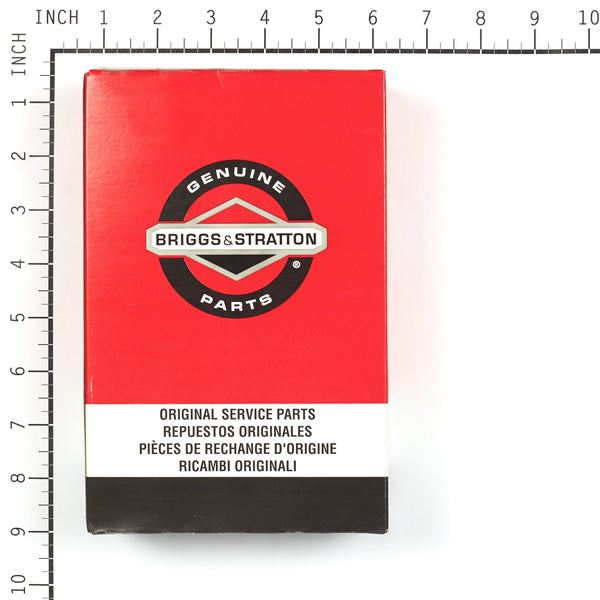 INCH 1 2 3 4 5 6 7 8 9 10
INCH 1 2 3 4 5 6 7 8 9 10
GENUINE
BRIGGS & STRATTON
®
PARTS
ORIGINAL SERVICE PARTS
REPUESTOS ORIGINALES
PIÈCES DE RECHANGE D'ORIGINE
RICAMBI ORIGINALI